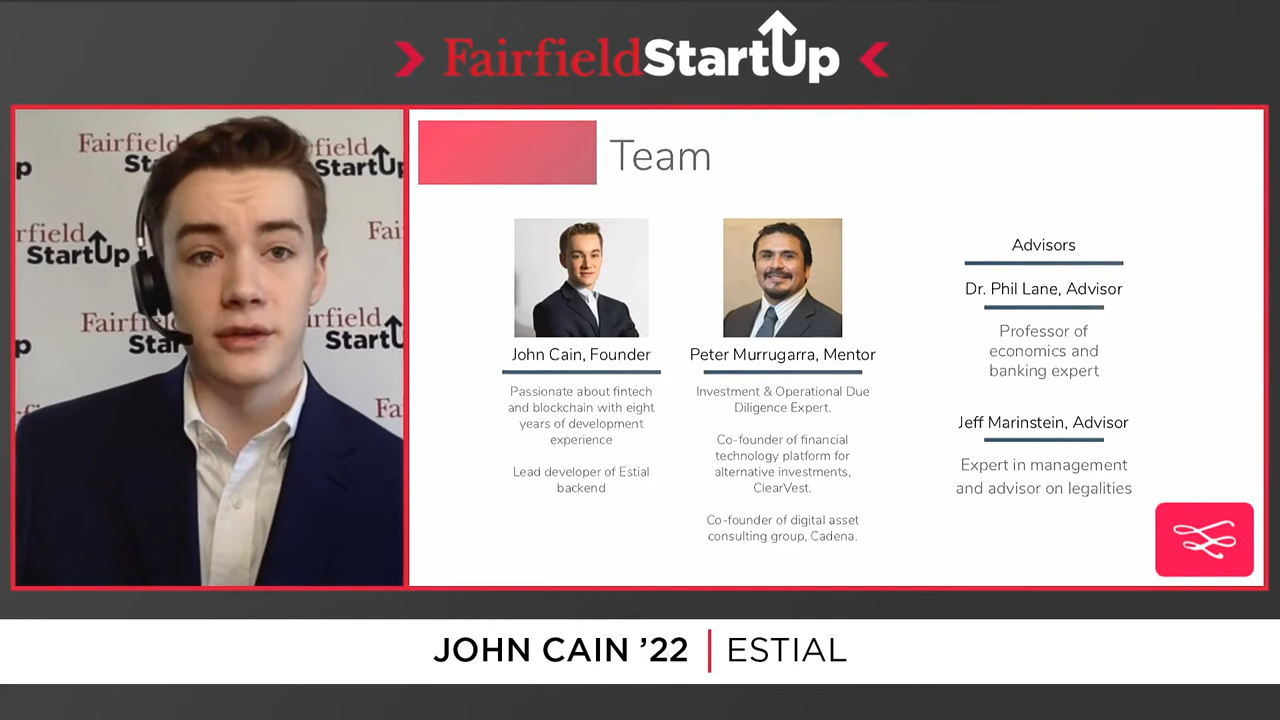 FairfieldStartUp
Fairfield
StartUp
rfield
StartUp
Fairfield
Star
Fairfield
StartUp
Team
John Cain, Founder
Passionate about fintech
and blockchain with eight
years of development
experience
Lead developer of Estial
backend
Peter Murrugarra, Mentor
Investment & Operational Due
Diligence Expert.
Co-founder of financial
technology platform for
alternative investments,
ClearVest.
Co-founder of digital asset
consulting group, Cadena.
Advisors
Dr. Phil Lane, Advisor
Professor of
economics and
banking expert
Jeff Marinstein, Advisor
Expert in management
and advisor on legalities
JOHN CAIN ’22 | ESTIAL